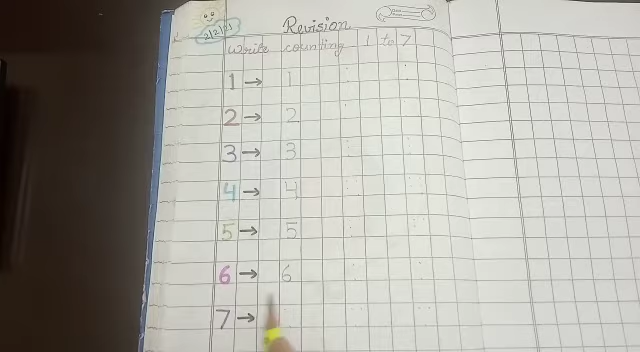 Revision
write counting 1 to 7
1 → 1
2 → 2
3 → 3
4 → 4
5 → 5
6 → 6
7 →